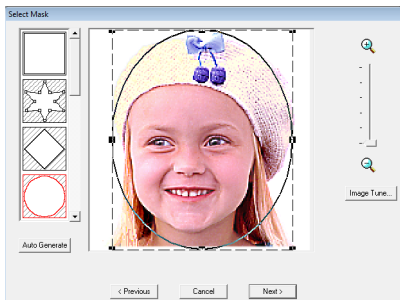 Select Mask
Image Tune...
Auto Generate
< Previous
Cancel
Next >